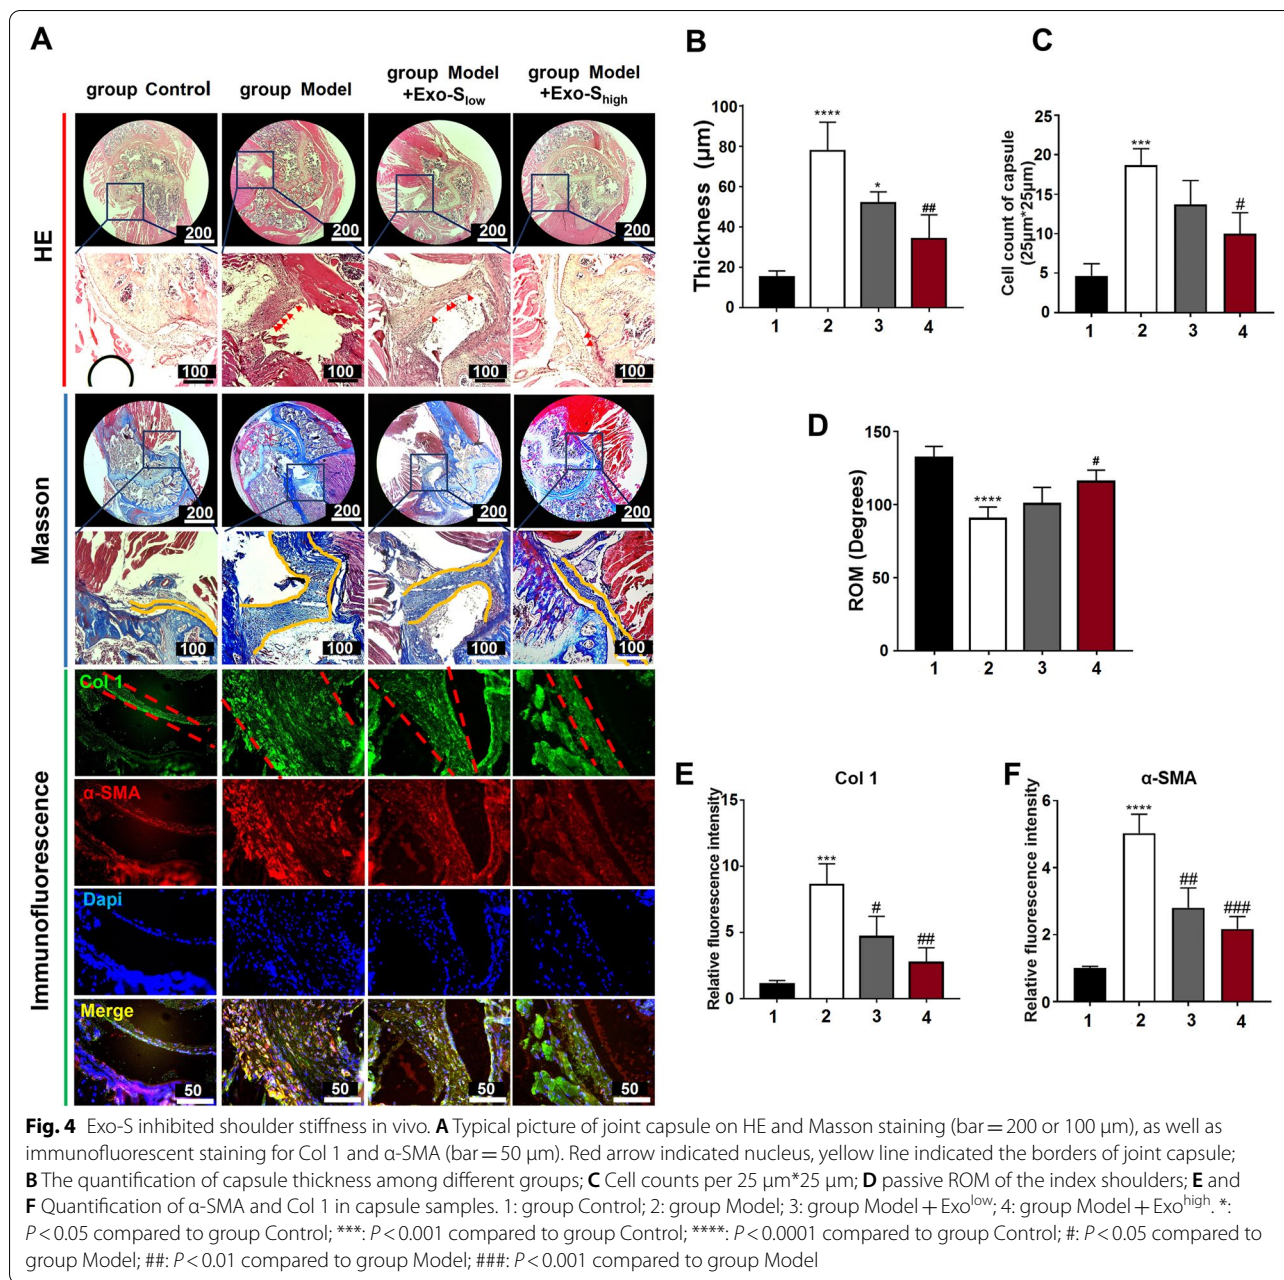 A
group Control
group Model
group Model
+Exo-Slow
group Model
+Exo-Shigh
HE
200
200
200
200
100
100
100
100
Masson
200
200
200
200
100
100
100
100
Immunofluorescence
Col 1
α-SMA
Dapi
Merge
50
50
50
50
B
Thickness (μm)
100
80
60
40
20
0
****
*
##
1 2 3 4
C
Cell count of capsule
(25μm*25μm)
25
20
15
10
5
0
***
#
1 2 3 4
D
ROM (Degrees)
150
100
50
0
****
#
1 2 3 4
E
Col 1
Relative fluorescence intensity
15
10
5
0
***
#
##
1 2 3 4
F
α-SMA
Relative fluorescence intensity
6
4
2
0
****
##
###
1 2 3 4
Fig. 4 Exo-S inhibited shoulder stiffness in vivo. A Typical picture of joint capsule on HE and Masson staining (bar = 200 or 100 μm), as well as
immunofluorescent staining for Col 1 and α-SMA (bar = 50 μm). Red arrow indicated nucleus, yellow line indicated the borders of joint capsule;
B The quantification of capsule thickness among different groups; C Cell counts per 25 μm*25 μm; D passive ROM of the index shoulders; E and
F Quantification of α-SMA and Col 1 in capsule samples. 1: group Control; 2: group Model; 3: group Model + Exolow; 4: group Model + Exohigh. *:
P < 0.05 compared to group Control; ***: P < 0.001 compared to group Control; ****: P < 0.0001 compared to group Control; #: P < 0.05 compared to
group Model; ##: P < 0.01 compared to group Model; ###: P < 0.001 compared to group Model